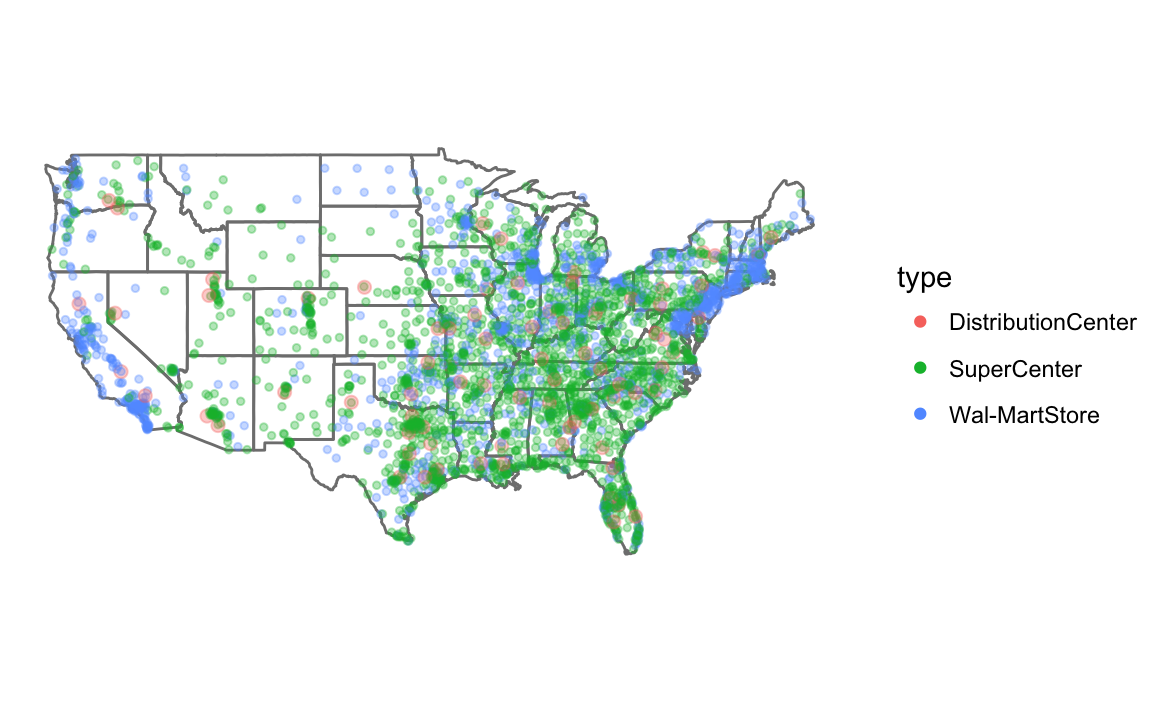 type
DistributionCenter
SuperCenter
Wal-MartStore